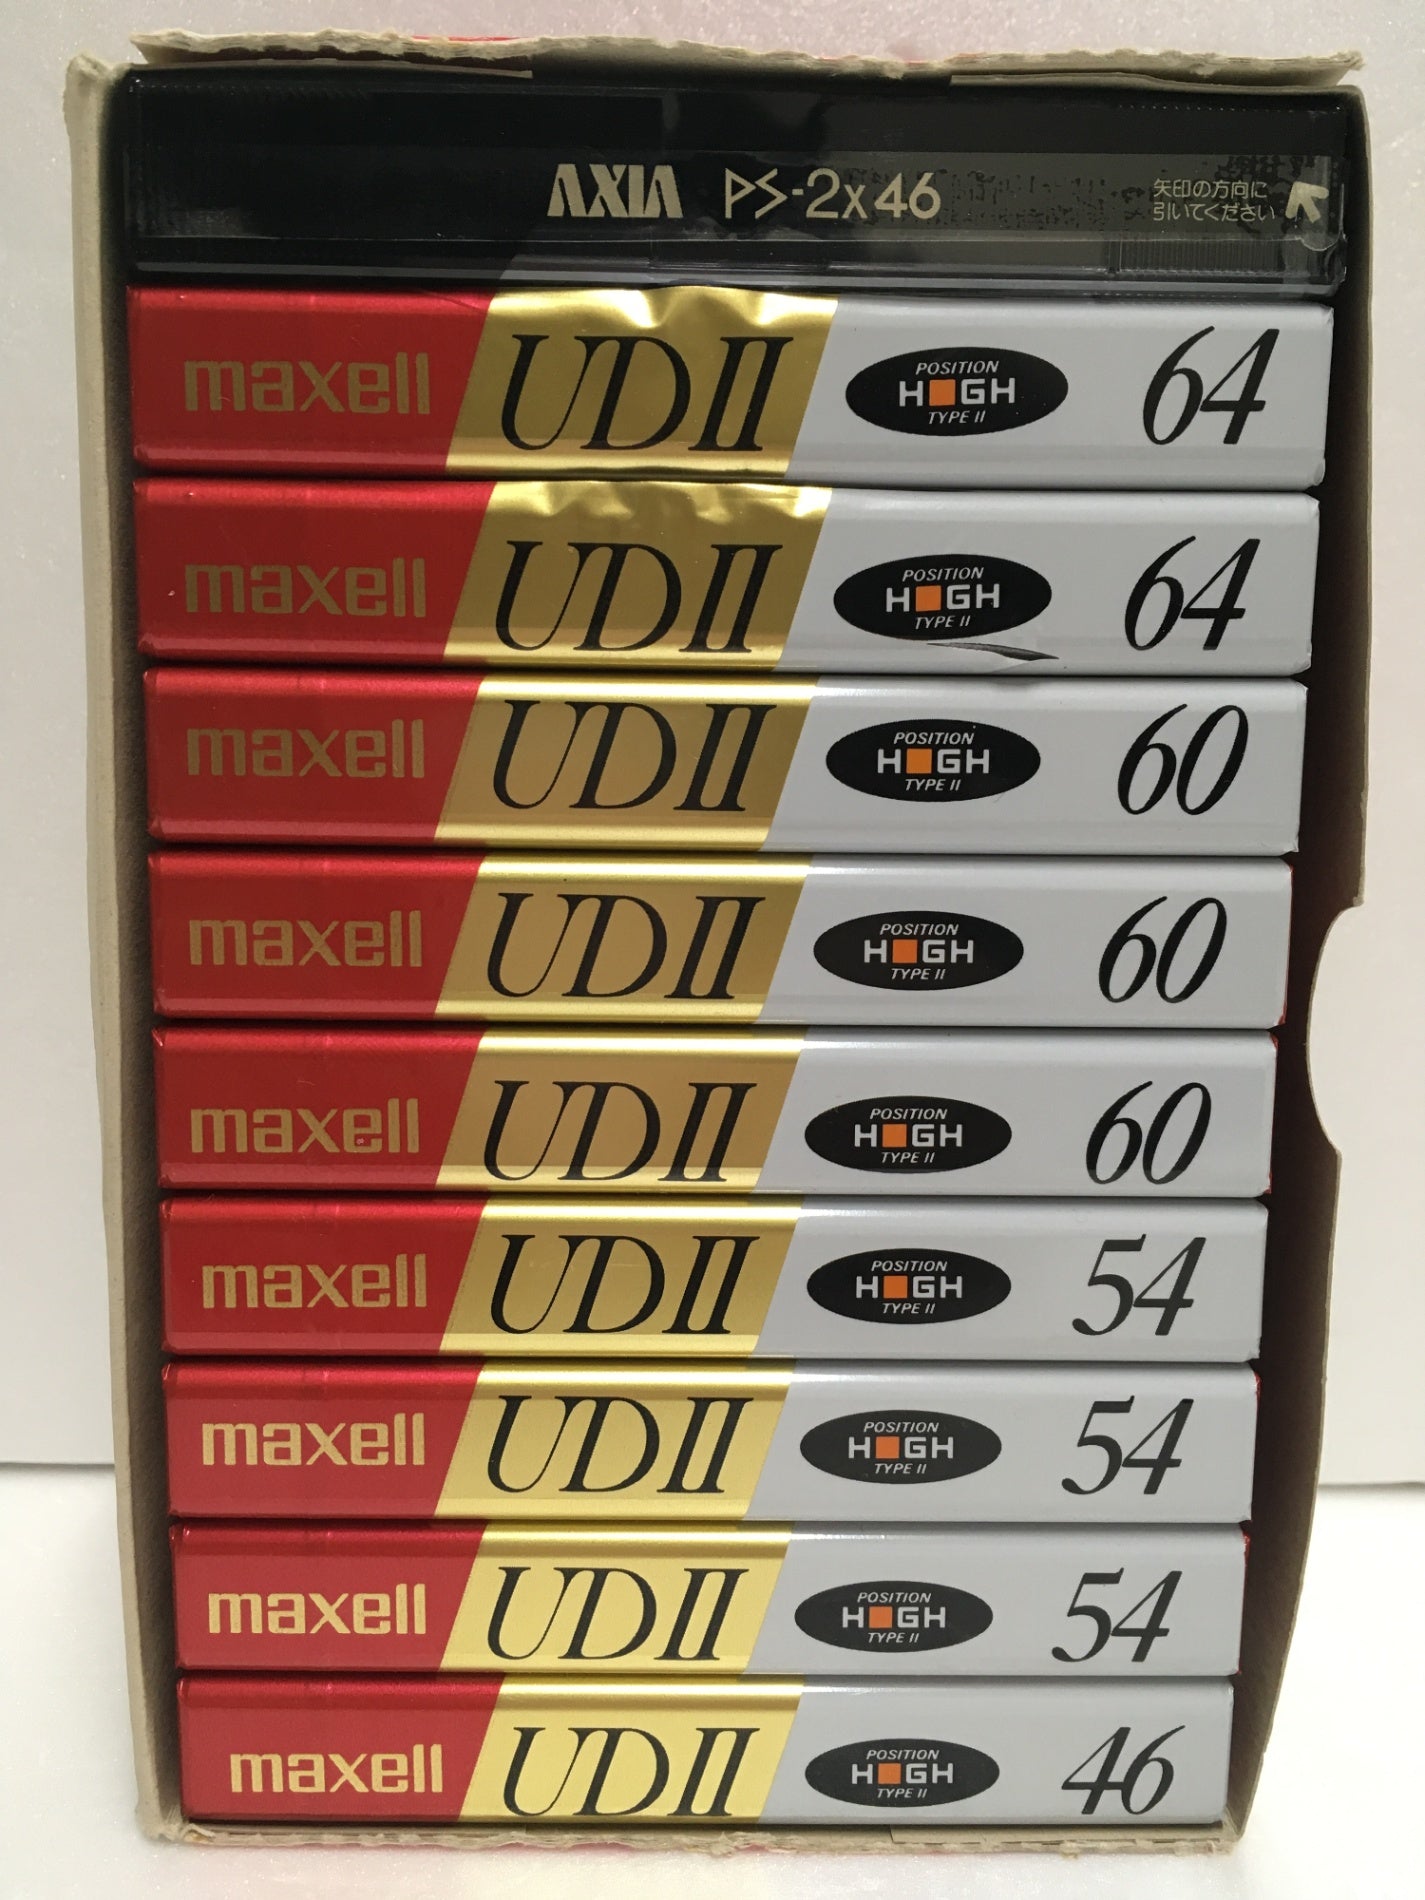 AXIA PS-2x46 矢印の方向に
引いてください
maxell UDII POSITION HIGH TYPE II 64
maxell UDII POSITION HIGH TYPE II 64
maxell UDII POSITION HIGH TYPE II 60
maxell UDII POSITION HIGH TYPE II 60
maxell UDII POSITION HIGH TYPE II 60
maxell UDII POSITION HIGH TYPE II 54
maxell UDII POSITION HIGH TYPE II 54
maxell UDII POSITION HIGH TYPE II 54
maxell UDII POSITION HIGH TYPE II 46